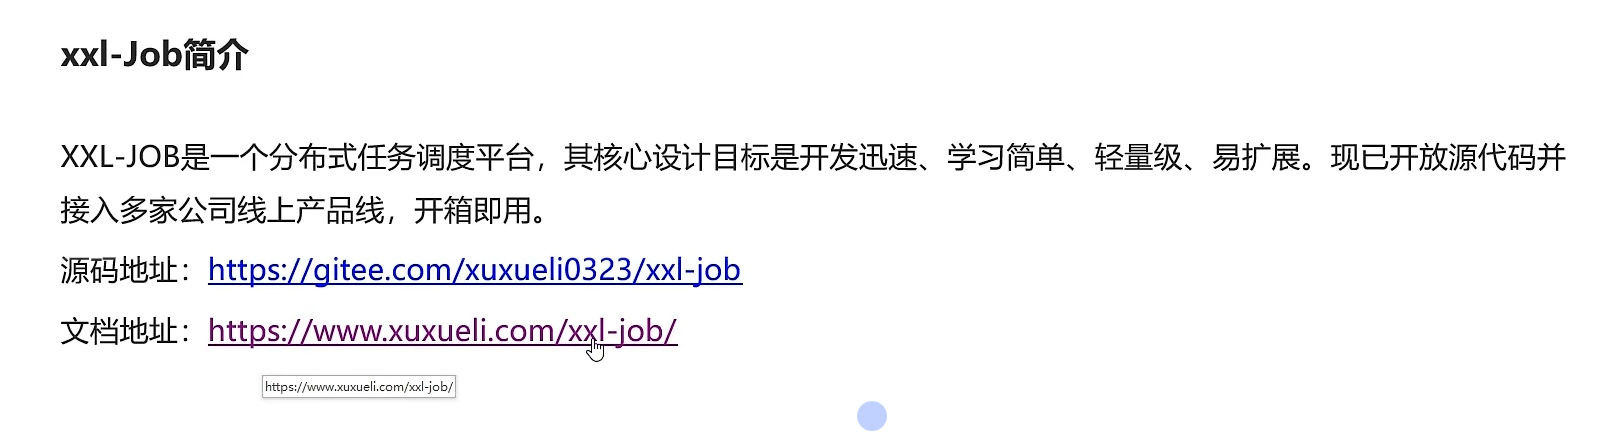 xxl-Job简介
XXL-JOB是一个分布式任务调度平台，其核心设计目标是开发迅速、学习简单、轻量级、易扩展。现已开放源代码并
接入多家公司线上产品线，开箱即用。
源码地址：https://gitee.com/xuxueli0323/xxl-job
文档地址：https://www.xuxueli.com/xxl-job/
https://www.xuxueli.com/xxl-job/